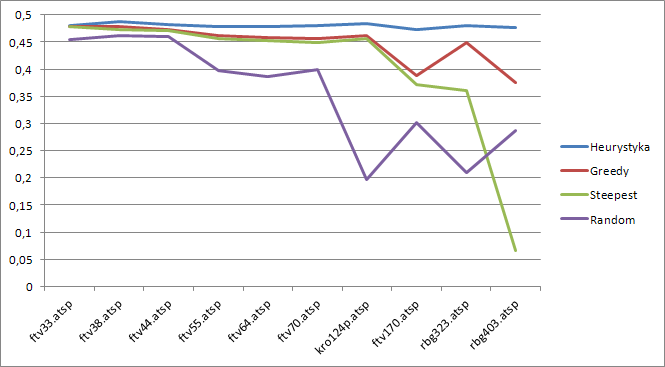 0,5
0,45
0,4
0,35
0,3
0,25
0,2
0,15
0,1
0,05
0
Heurystyka
Greedy
Steepest
Random
ftv33.atsp
ftv38.atsp
ftv44.atsp
ftv55.atsp
ftv64.atsp
ftv70.atsp
kro124p.atsp
ftv170.atsp
rbg323.atsp
rbg403.atsp